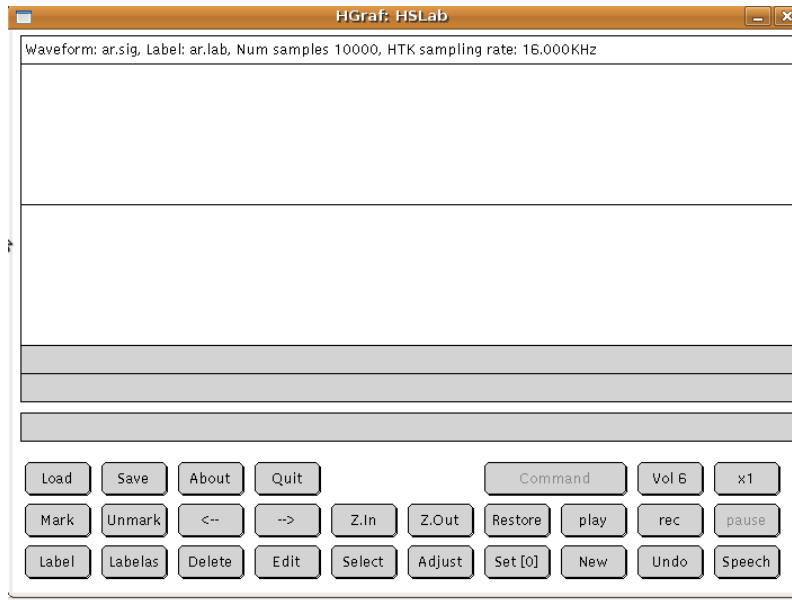 HGraf: HSLab
Waveform: ar.sig, Label: ar.lab, Num samples 10000, HTK sampling rate: 16.000KHz
Load Save About Quit Command Vol 6 x1
Mark Unmark <-- --> Z.In Z.Out Restore play rec pause
Label Labelas Delete Edit Select Adjust Set [0] New Undo Speech